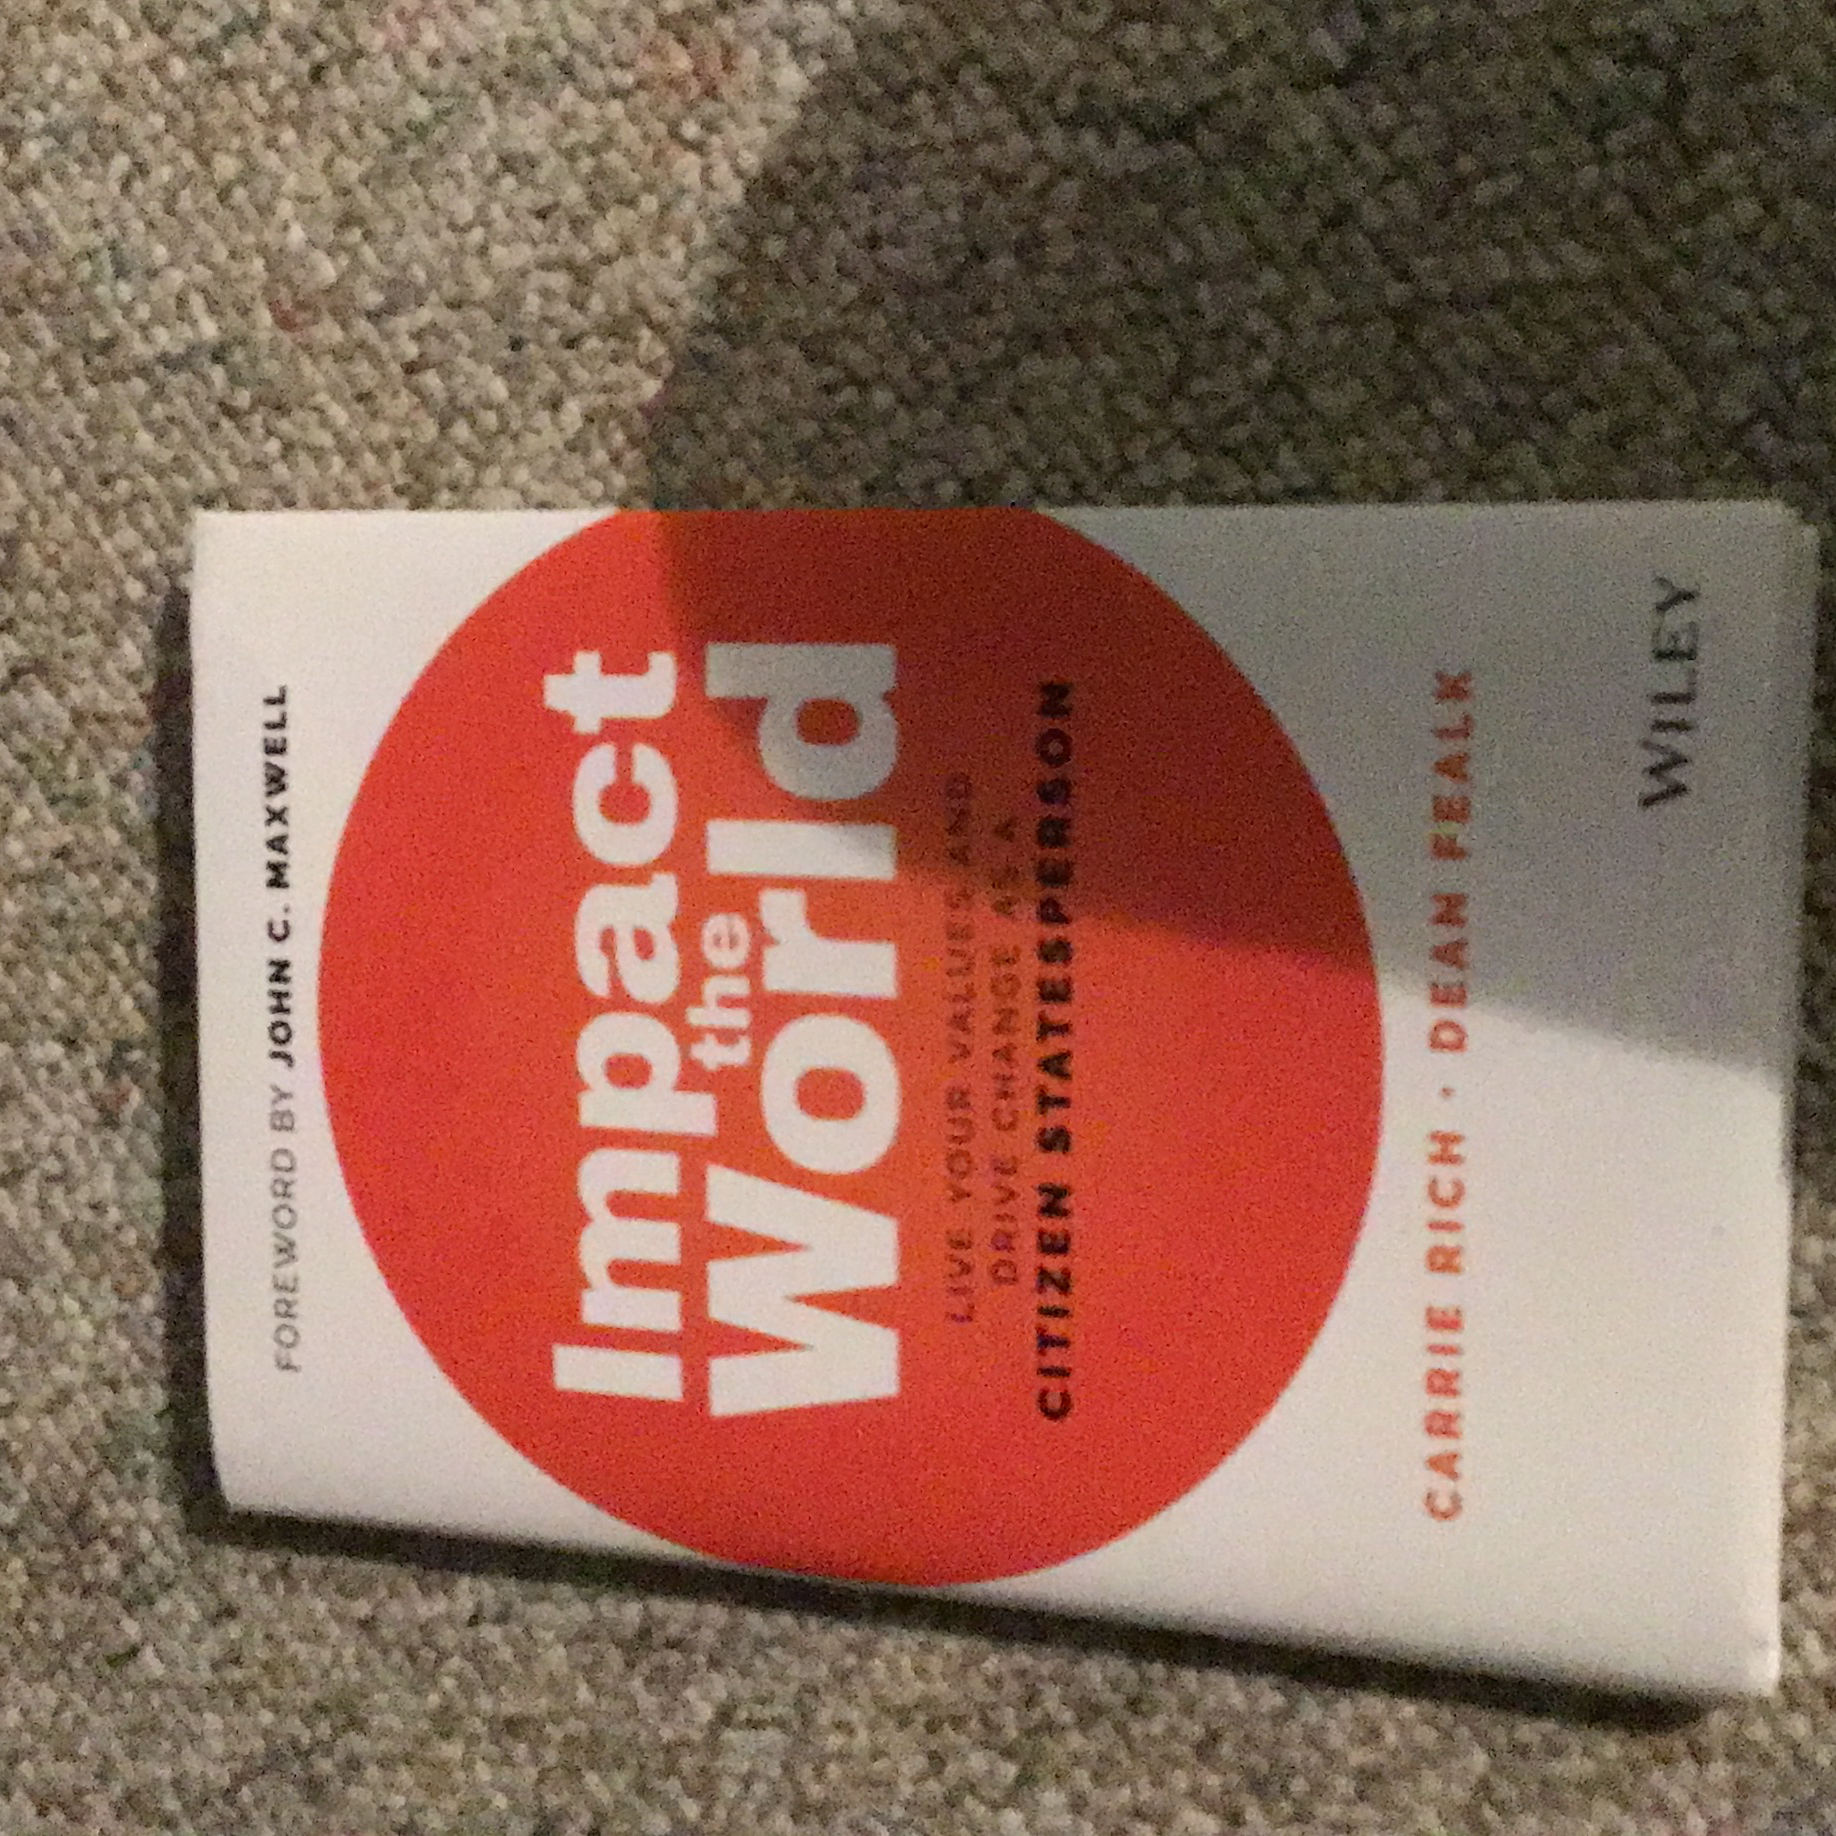 FOREWORD BY JOHN C. MAXWELL
Impact
the
World
LIVE YOUR VALUES AND
DRIVE CHANGE AS A
CITIZEN STATESPERSON
CARRIE RICH · DEAN FEALK
WILEY